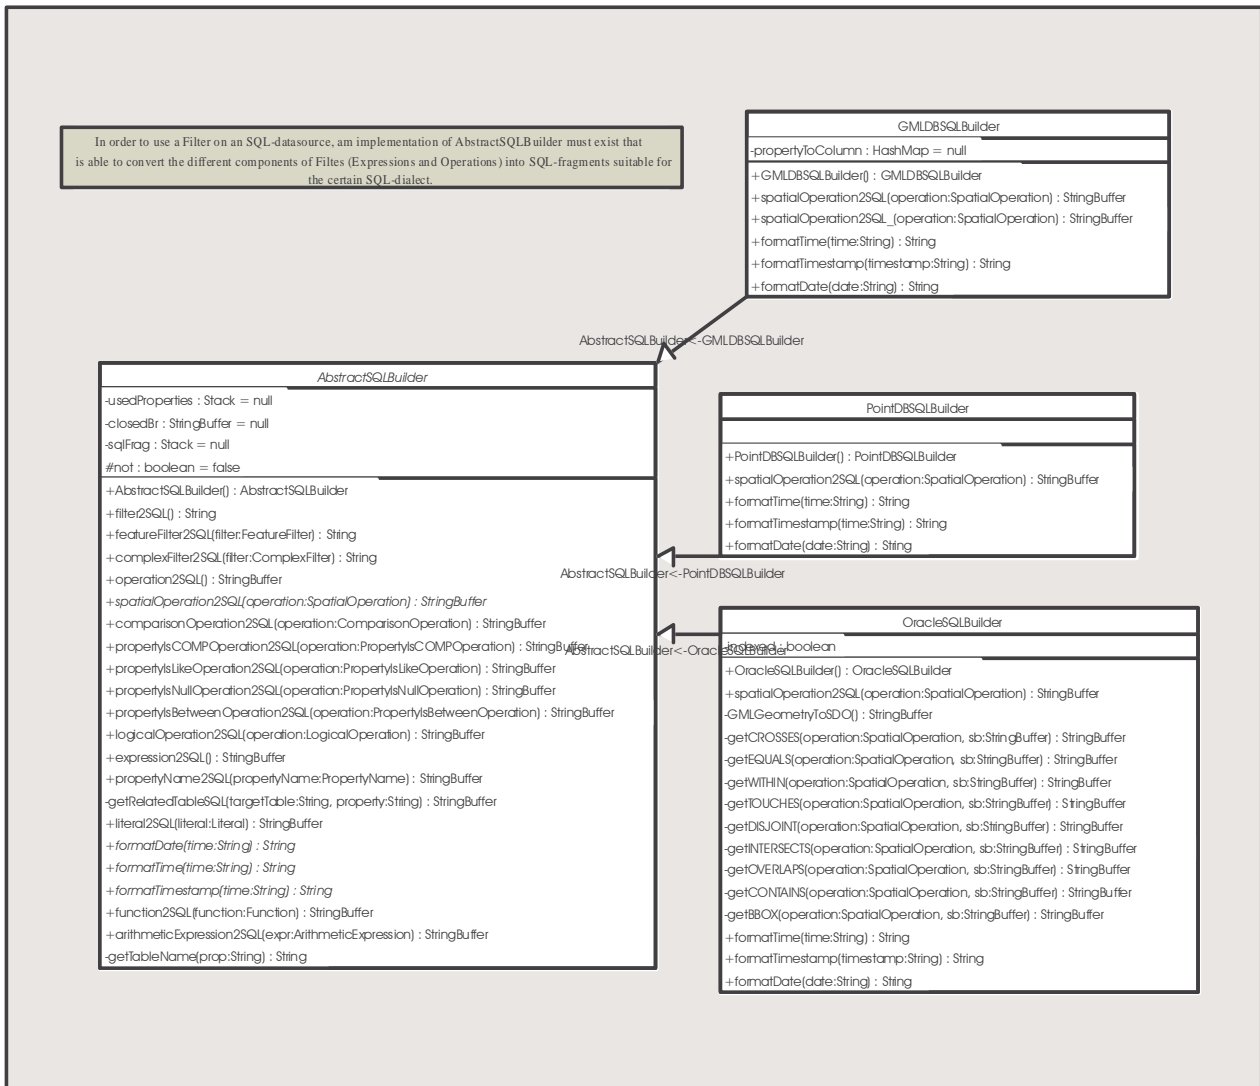 In order to use a Filter on an SQL-datasource, am implementation of AbstractSQLBuilder must exist that
is able to convert the different components of Filtes (Expressions and Operations) into SQL-fragments suitable for
the certain SQL-dialect.
GMLDBSQLBuilder
-propertyToColumn : HashMap = null
+GMLDBSQLBuilder() : GMLDBSQLBuilder
+spatialOperation2SQL(operation:SpatialOperation) : StringBuffer
+spatialOperation2SQL_(operation:SpatialOperation) : StringBuffer
+formatTime(time:String) : String
+formatTimestamp(timestamp:String) : String
+formatDate(date:String) : String
AbstractSQLBuilder<-GMLDBSQLBuilder
AbstractSQLBuilder
-usedProperties : Stack = null
-closedBr : StringBuffer = null
-sqlFrag : Stack = null
#not : boolean = false
+AbstractSQLBuilder() : AbstractSQLBuilder
+filter2SQL() : String
+featureFilter2SQL(filter:FeatureFilter) : String
+complexFilter2SQL(filter:ComplexFilter) : String
+operation2SQL() : StringBuffer
+spatialOperation2SQL(operation:SpatialOperation) : StringBuffer
+comparisonOperation2SQL(operation:ComparisonOperation) : StringBuffer
+propertyIsCOMPOperation2SQL(operation:PropertyIsCOMPOperation) : StringBuffer
+propertyIsLikeOperation2SQL(operation:PropertyIsLikeOperation) : StringBuffer
+propertyIsNullOperation2SQL(operation:PropertyIsNullOperation) : StringBuffer
+propertyIsBetweenOperation2SQL(operation:PropertyIsBetweenOperation) : StringBuffer
+logicalOperation2SQL(operation:LogicalOperation) : StringBuffer
+expression2SQL() : StringBuffer
+propertyName2SQL(propertyName:PropertyName) : StringBuffer
-getRelatedTableSQL(targetTable:String, property:String) : StringBuffer
+literal2SQL(literal:Literal) : StringBuffer
+formatDate(time:String) : String
+formatTime(time:String) : String
+formatTimestamp(time:String) : String
+function2SQL(function:Function) : StringBuffer
+arithmeticExpression2SQL(expr:ArithmeticExpression) : StringBuffer
-getTableName(prop:String) : String
PointDBSQLBuilder
+PointDBSQLBuilder() : PointDBSQLBuilder
+spatialOperation2SQL(operation:SpatialOperation) : StringBuffer
+formatTime(time:String) : String
+formatTimestamp(time:String) : String
+formatDate(date:String) : String
AbstractSQLBuilder<-PointDBSQLBuilder
AbstractSQLBuilder<-OracleSQLBuilder
OracleSQLBuilder
-indexed : boolean
+OracleSQLBuilder() : OracleSQLBuilder
+spatialOperation2SQL(operation:SpatialOperation) : StringBuffer
-GMLGeometryToSDO() : StringBuffer
-getCROSSES(operation:SpatialOperation, sb:StringBuffer) : StringBuffer
-getEQUALS(operation:SpatialOperation, sb:StringBuffer) : StringBuffer
-getWITHIN(operation:SpatialOperation, sb:StringBuffer) : StringBuffer
-getTOUCHES(operation:SpatialOperation, sb:StringBuffer) : StringBuffer
-getDISJOINT(operation:SpatialOperation, sb:StringBuffer) : StringBuffer
-getINTERSECTS(operation:SpatialOperation, sb:StringBuffer) : StringBuffer
-getOVERLAPS(operation:SpatialOperation, sb:StringBuffer) : StringBuffer
-getCONTAINS(operation:SpatialOperation, sb:StringBuffer) : StringBuffer
-getBBOX(operation:SpatialOperation, sb:StringBuffer) : StringBuffer
+formatTime(time:String) : String
+formatTimestamp(timestamp:String) : String
+formatDate(date:String) : String